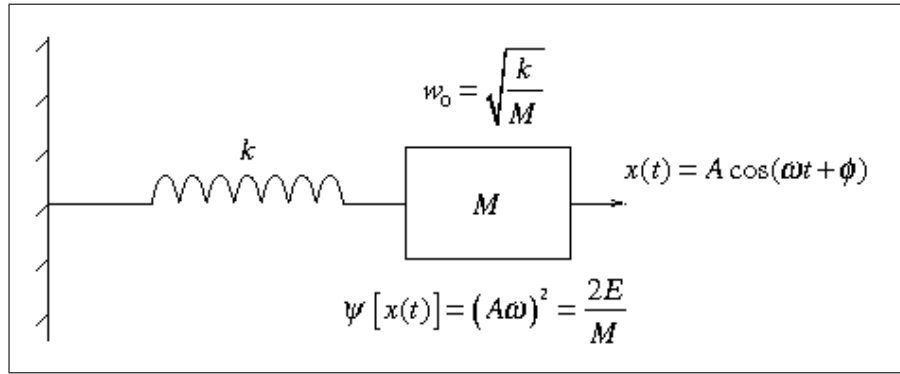 w₀ = √(k/M)
k
x(t) = A cos(ωt + ϕ)
M
ψ[x(t)] = (Aω)² = 2E/M